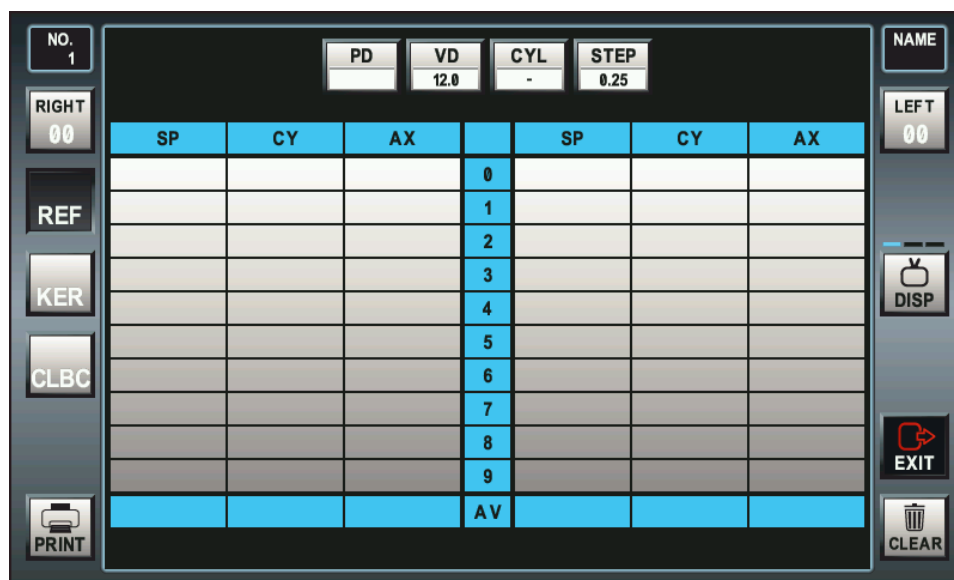 NO.
1
PD
VD
12.0
CYL
-
STEP
0.25
NAME
RIGHT
00
LEFT
00
SP CY AX SP CY AX
0
1
2
3
4
5
6
7
8
9
AV
REF
KER
CLBC
PRINT
DISP
EXIT
CLEAR